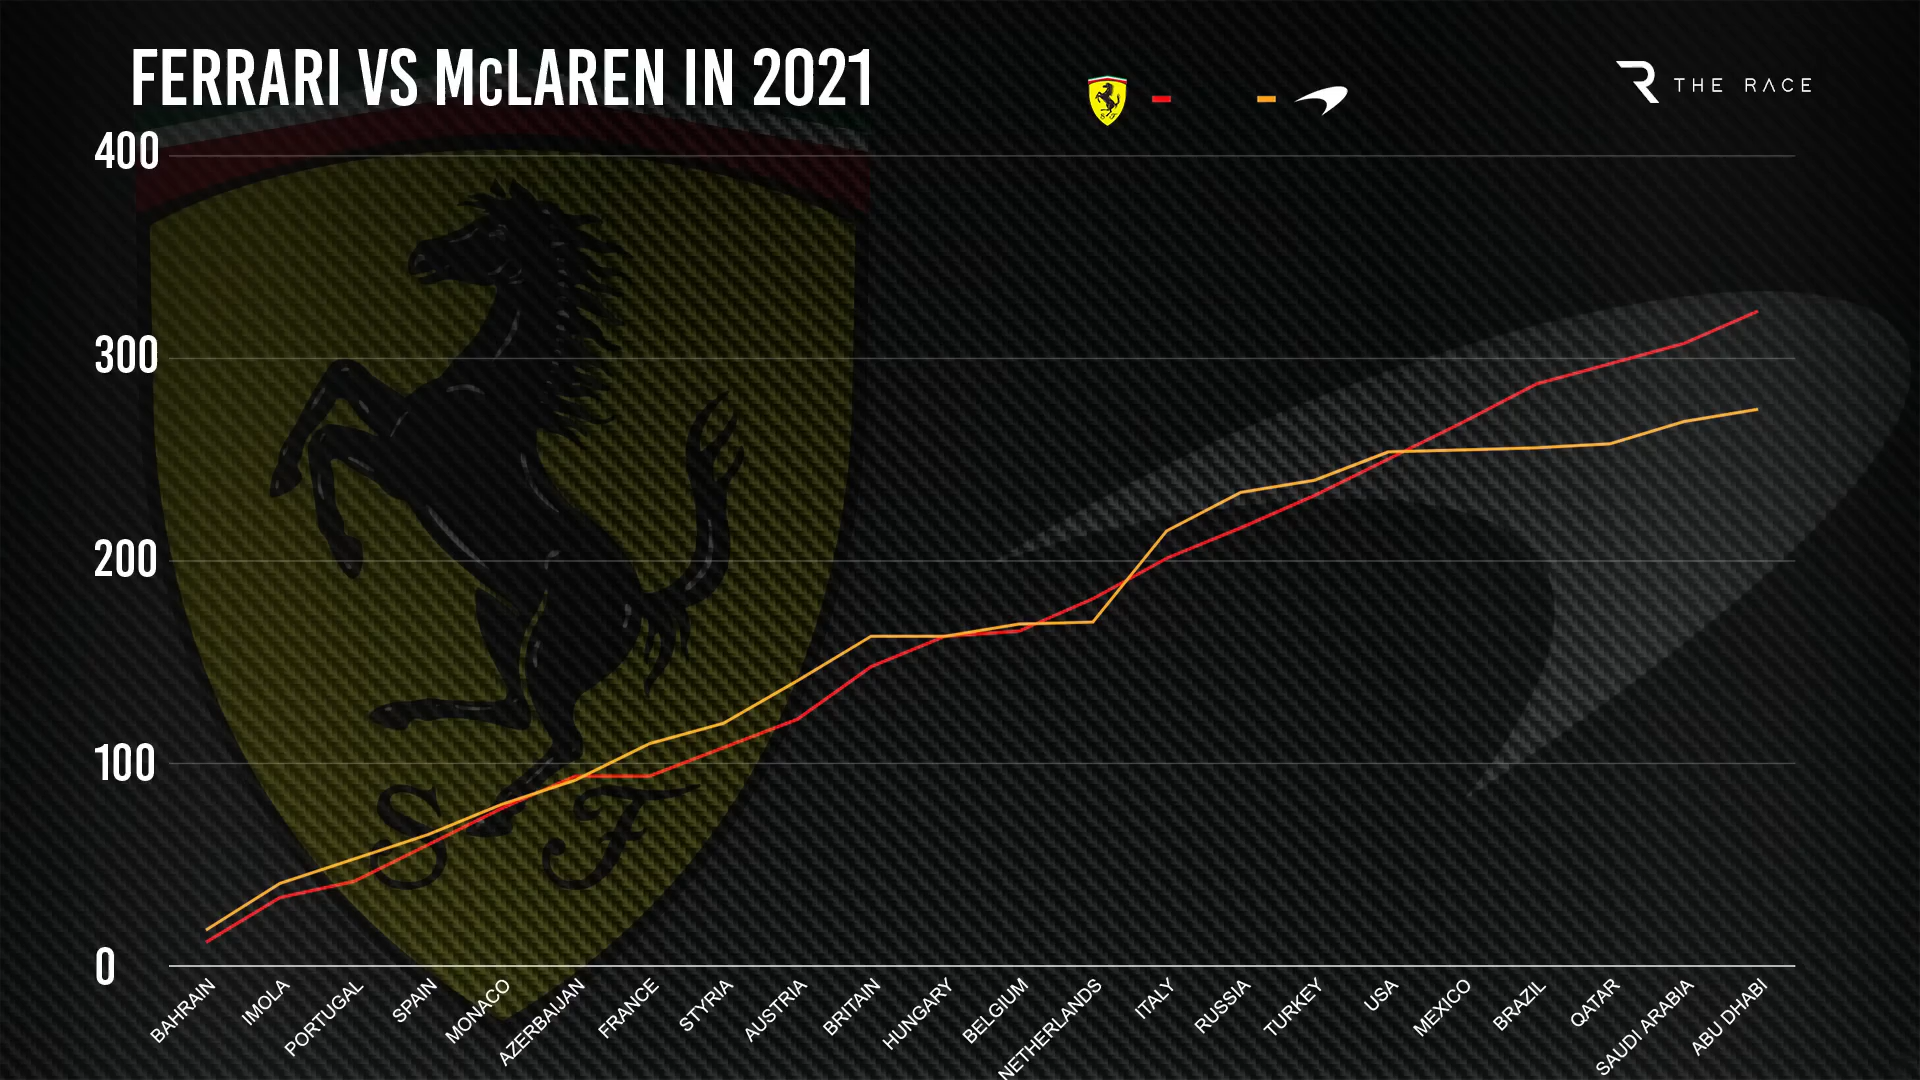 FERRARI VS McLAREN IN 2021
S F
THE RACE
400
300
200
100
0
S F
BAHRAIN
IMOLA
PORTUGAL
SPAIN
MONACO
AZERBAIJAN
FRANCE
STYRIA
AUSTRIA
BRITAIN
HUNGARY
BELGIUM
NETHERLANDS
ITALY
RUSSIA
TURKEY
USA
MEXICO
BRAZIL
QATAR
SAUDI ARABIA
ABU DHABI